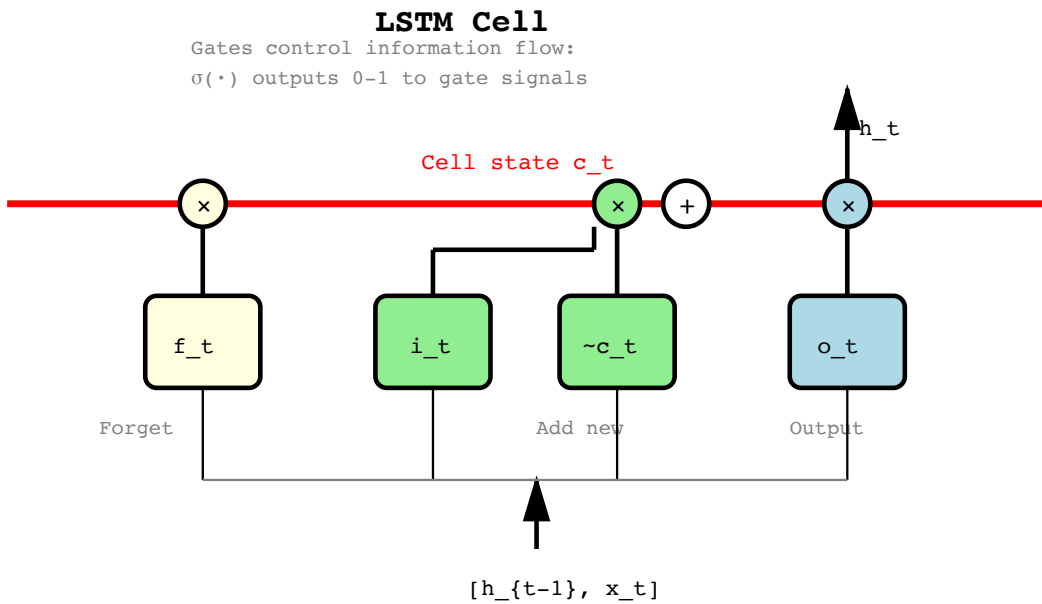 LSTM Cell
Gates control information flow:
σ(·) outputs 0-1 to gate signals
h_t
Cell state c_t
× × + ×
f_t i_t ~c_t o_t
Forget Add new Output
[h_{t-1}, x_t]